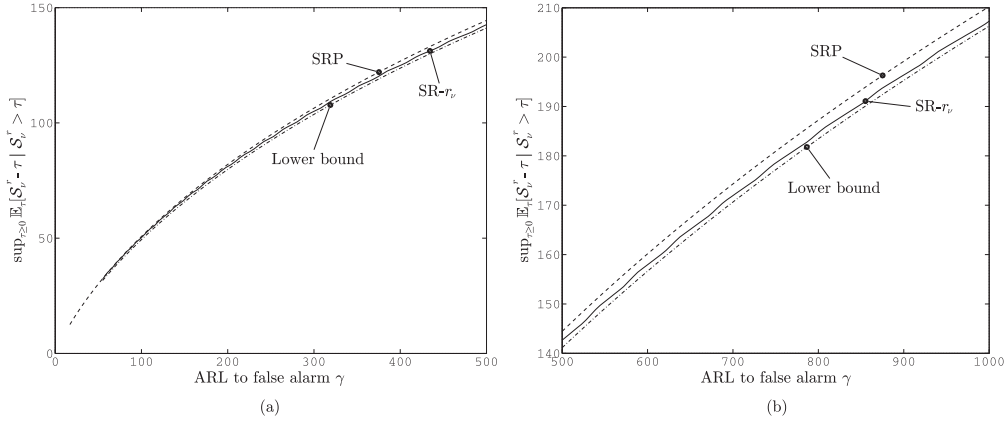 150
100
50
0
0
100
200
300
400
500
sup_{τ≥0} 𝔼_τ[𝒮_ν^r - τ | 𝒮_ν^r > τ]
SRP
SR-r_ν
Lower bound
ARL to false alarm γ
(a)
210
200
190
180
170
160
150
140
500
600
700
800
900
1000
sup_{τ≥0} 𝔼_τ[𝒮_ν^r - τ | 𝒮_ν^r > τ]
SRP
SR-r_ν
Lower bound
ARL to false alarm γ
(b)